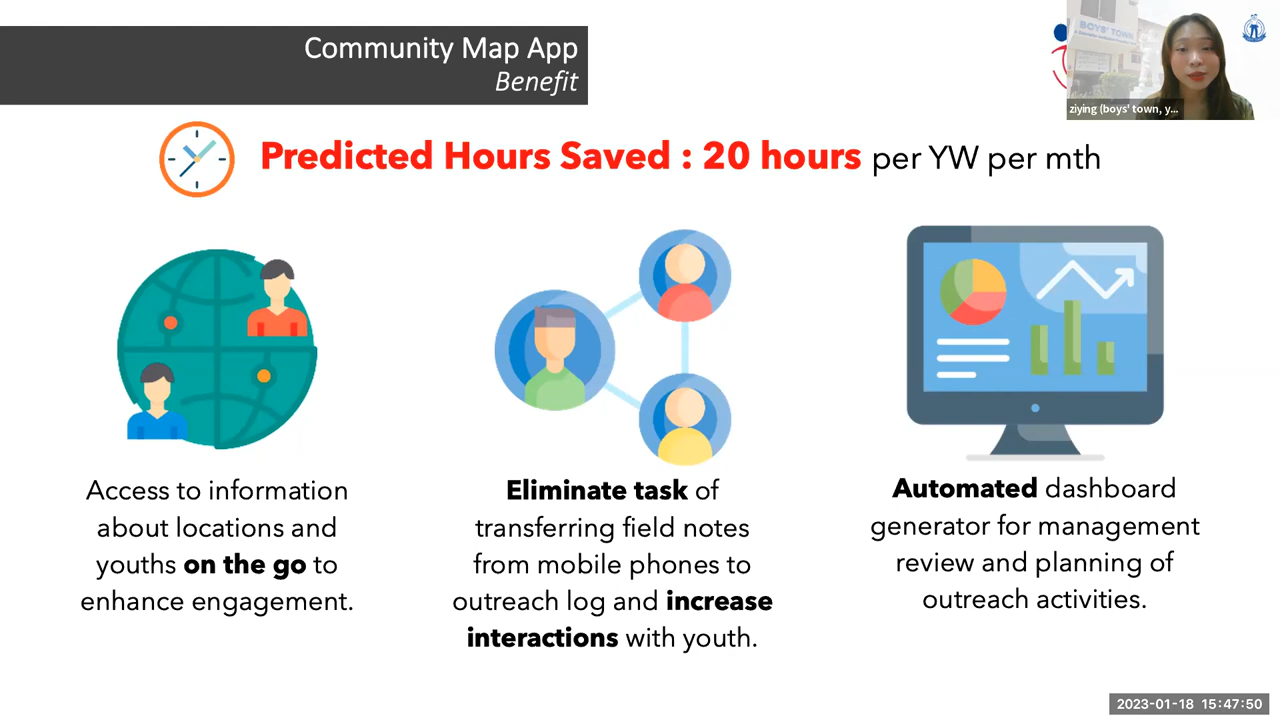 Community Map App
Benefit
BOYS' TOWN
ziying (boys' town, y...
Predicted Hours Saved : 20 hours per YW per mth
Access to information
about locations and
youths on the go to
enhance engagement.
Eliminate task of
transferring field notes
from mobile phones to
outreach log and increase
interactions with youth.
Automated dashboard
generator for management
review and planning of
outreach activities.
2023-01-18 15:47:50